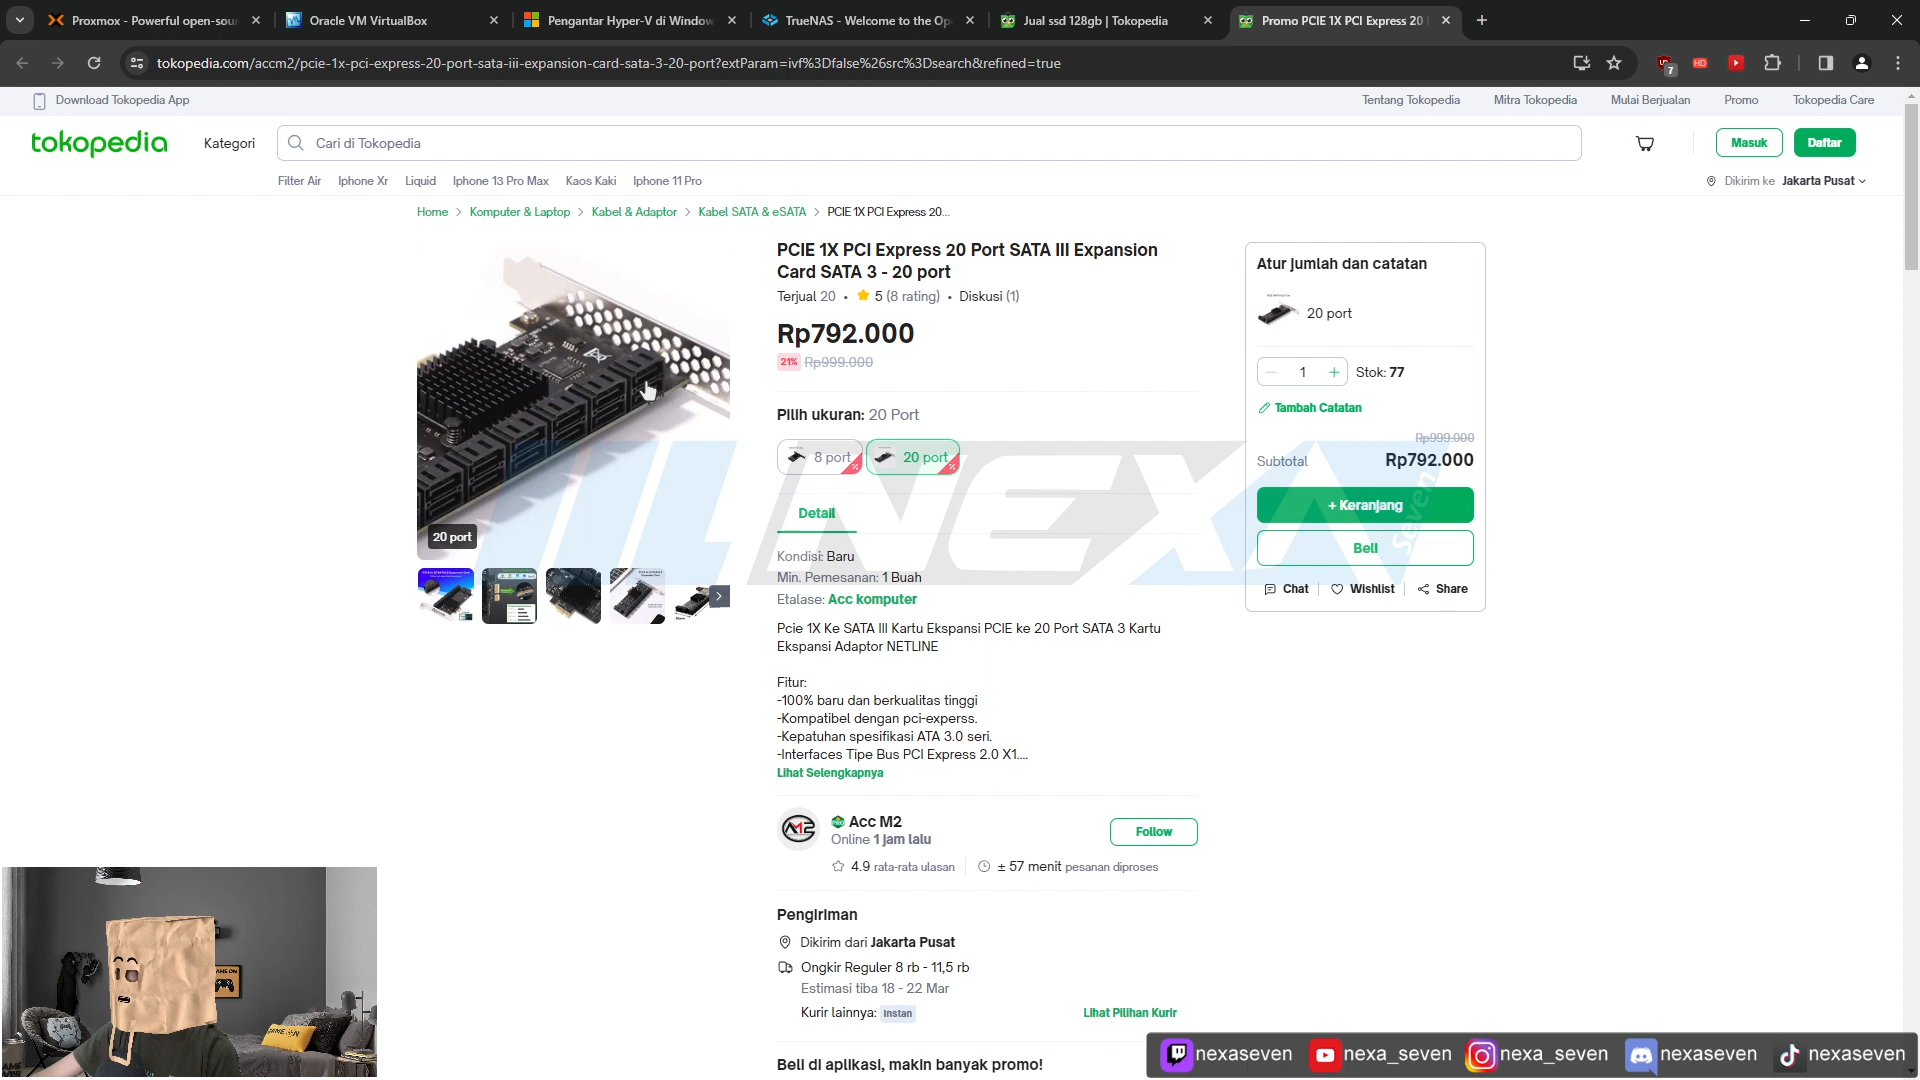 Proxmox - Powerful open-sour
Oracle VM VirtualBox
Pengantar Hyper-V di Window
TrueNAS - Welcome to the Op
Jual ssd 128gb | Tokopedia
Promo PCIE 1X PCI Express 20
tokopedia.com/accm2/pcie-1x-pci-express-20-port-sata-iii-expansion-card-sata-3-20-port?extParam=ivf%3Dfalse%26src%3Dsearch&refined=true
7
HD
Download Tokopedia App
Tentang Tokopedia
Mitra Tokopedia
Mulai Berjualan
Promo
Tokopedia Care
tokopedia
Kategori
Cari di Tokopedia
Masuk
Daftar
Filter Air
Iphone Xr
Liquid
Iphone 13 Pro Max
Kaos Kaki
Iphone 11 Pro
Dikirim ke Jakarta Pusat
Home > Komputer & Laptop > Kabel & Adaptor > Kabel SATA & eSATA > PCIE 1X PCI Express 20...
20 port
PCIE 1X PCI Express 20 Port SATA III Expansion
Card SATA 3 - 20 port
Terjual 20 • 5 (8 rating) • Diskusi (1)
Rp792.000
21% Rp999.000
Pilih ukuran: 20 Port
8 port
20 port
Detail
Kondisi: Baru
Min. Pemesanan: 1 Buah
Etalase: Acc komputer
Pcie 1X Ke SATA III Kartu Ekspansi PCIE ke 20 Port SATA 3 Kartu
Ekspansi Adaptor NETLINE
Fitur:
-100% baru dan berkualitas tinggi
-Kompatibel dengan pci-experss.
-Kepatuhan spesifikasi ATA 3.0 seri.
-Interfaces Tipe Bus PCI Express 2.0 X1....
Lihat Selengkapnya
Acc M2
Online 1 jam lalu
Follow
4.9 rata-rata ulasan
± 57 menit pesanan diproses
Pengiriman
Dikirim dari Jakarta Pusat
Ongkir Reguler 8 rb - 11,5 rb
Estimasi tiba 18 - 22 Mar
Kurir lainnya: Instan
Lihat Pilihan Kurir
Beli di aplikasi, makin banyak promo!
Atur jumlah dan catatan
20 port
1
Stok: 77
Tambah Catatan
Rp999.000
Subtotal
Rp792.000
+ Keranjang
Beli
Chat
Wishlist
Share
NEXA
Seven
GAME ON
nexaseven
nexa_seven
nexa_seven
nexaseven
nexaseven